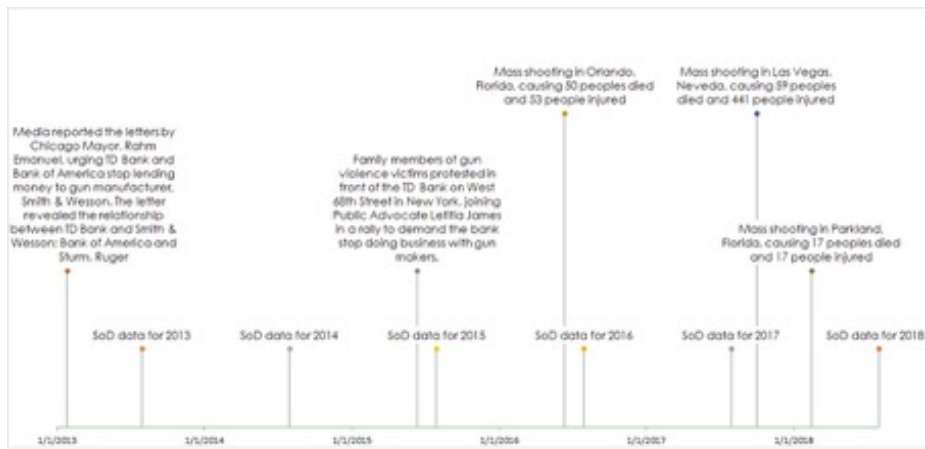 Mass shooting in Orlando,
Florida, causing 50 peoples died
and 53 people injured
Mass shooting in Las Vegas,
Neveda, causing 59 peoples
died and 441 people injured
Media reported the letters by
Chicago Mayor, Rahm
Emanuel, urging TD Bank and
Bank of America stop lending
money to gun manufacturer,
Smith & Wesson. The letter
revealed the relationship
between TD Bank and Smith &
Wesson; Bank of America and
Sturm, Ruger
Family members of gun
violence victims protested in
front of the TD Bank on West
68th Street in New York, joining
Public Advocate Letitia James
in a rally to demand the bank
stop doing business with gun
makers.
Mass shooting in Parkland,
Florida, causing 17 peoples died
and 17 people injured
SoD data for 2013
SoD data for 2014
SoD data for 2015
SoD data for 2016
SoD data for 2017
SoD data for 2018
1/1/2013
1/1/2014
1/1/2015
1/1/2016
1/1/2017
1/1/2018